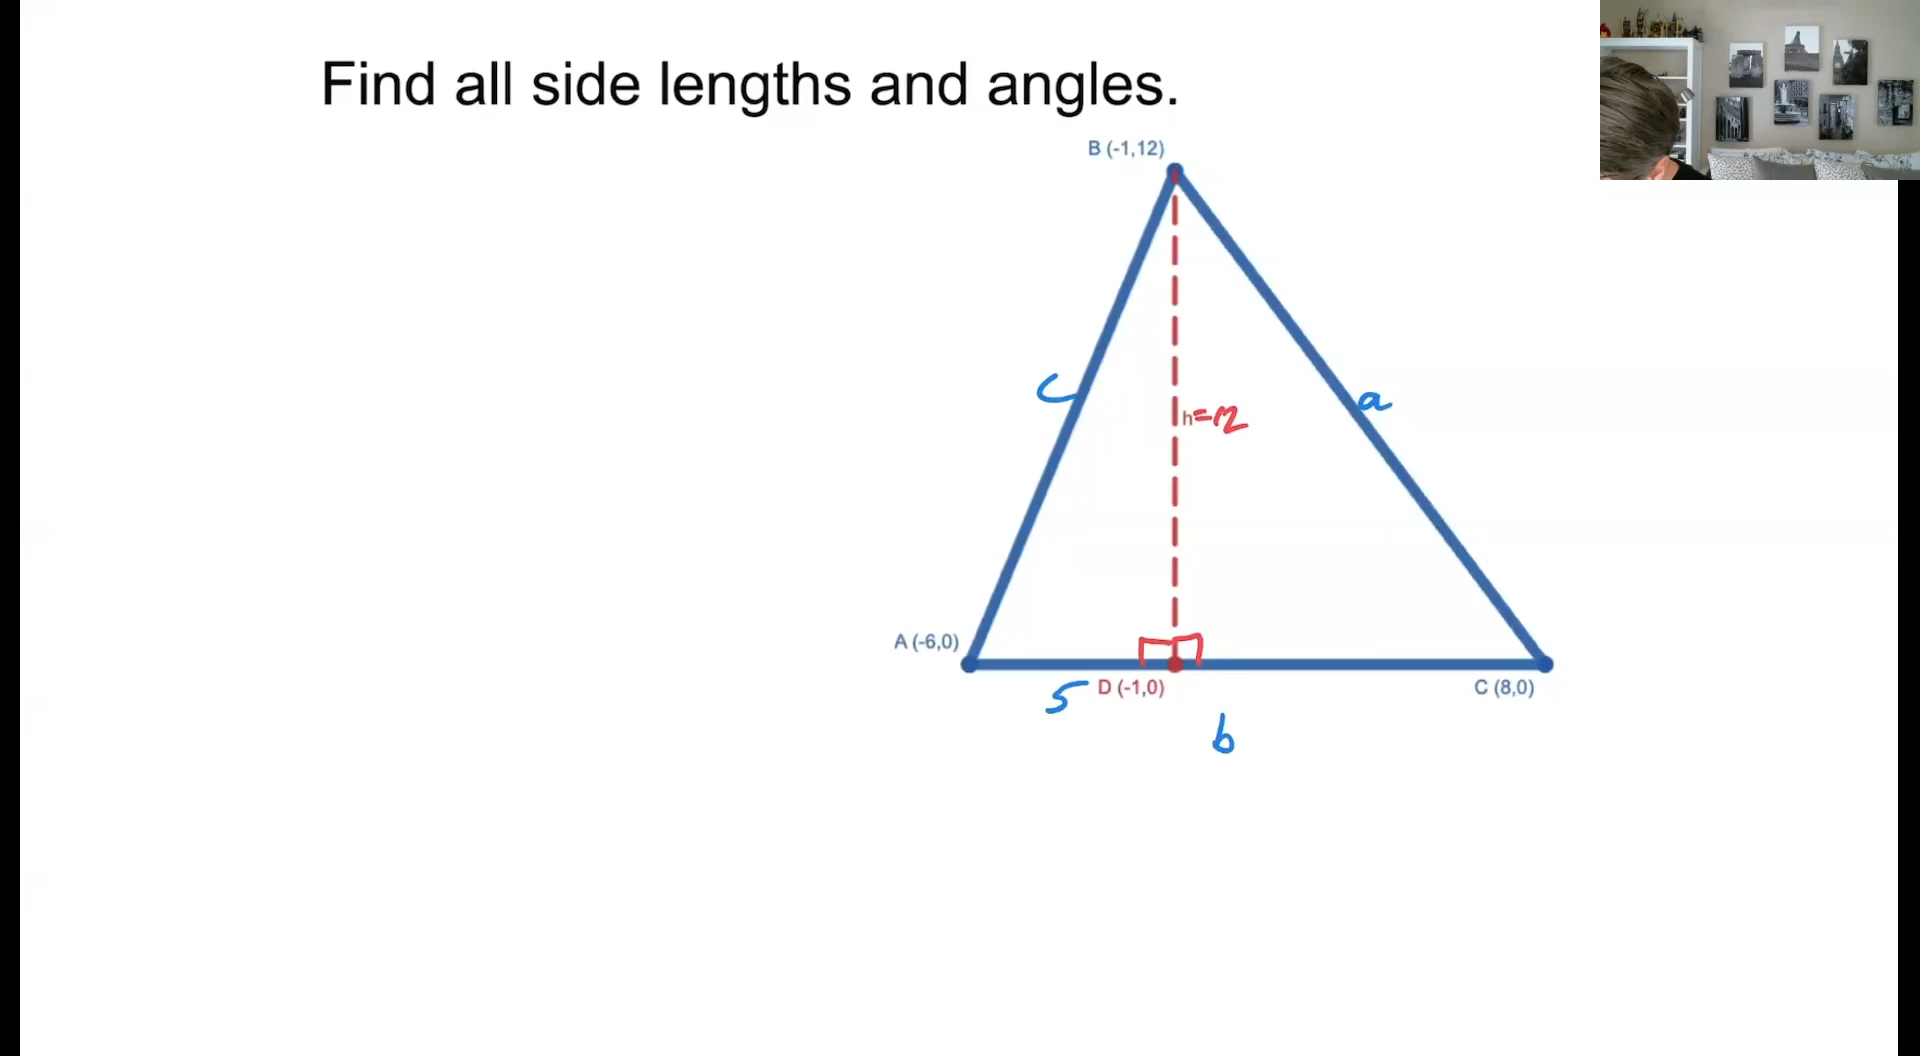 Find all side lengths and angles.
B (-1,12)
c
a
h=12
A (-6,0)
5
D (-1,0)
C (8,0)
b